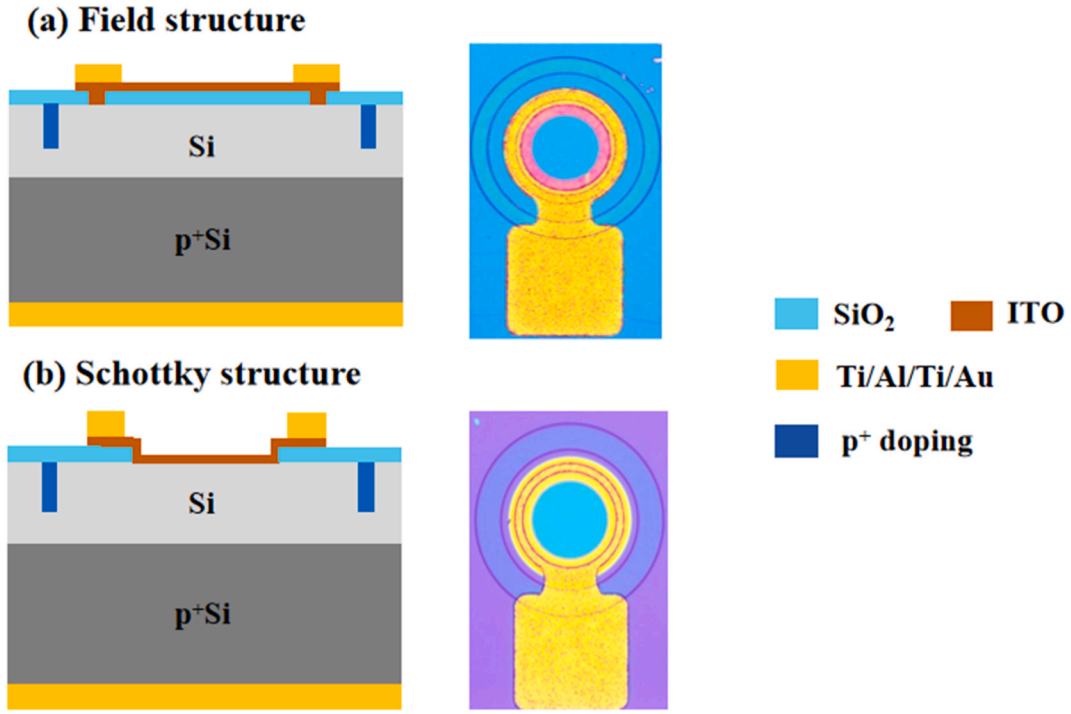 (a) Field structure
Si
p⁺Si
SiO₂
ITO
Ti/Al/Ti/Au
p⁺ doping
(b) Schottky structure
Si
p⁺Si